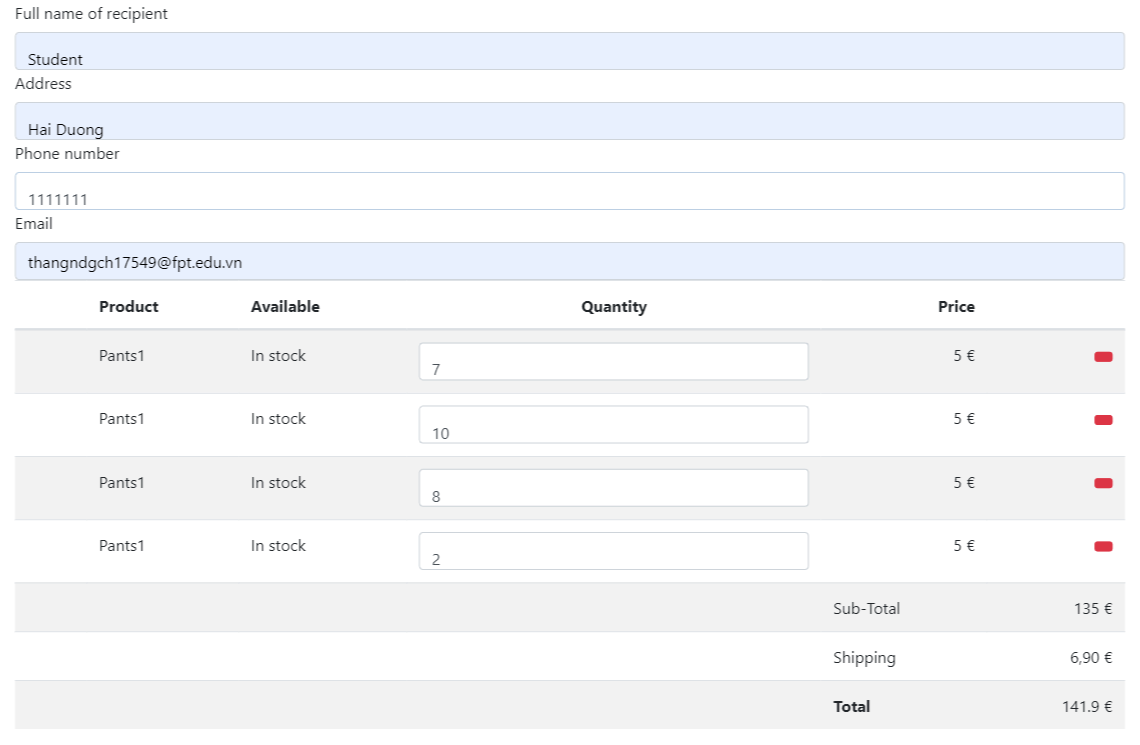 Full name of recipient
Student
Address
Hai Duong
Phone number
1111111
Email
thangndgch17549@fpt.edu.vn
Product Available Quantity Price
Pants1 In stock 7 5 €
Pants1 In stock 10 5 €
Pants1 In stock 8 5 €
Pants1 In stock 2 5 €
Sub-Total 135 €
Shipping 6,90 €
Total 141.9 €